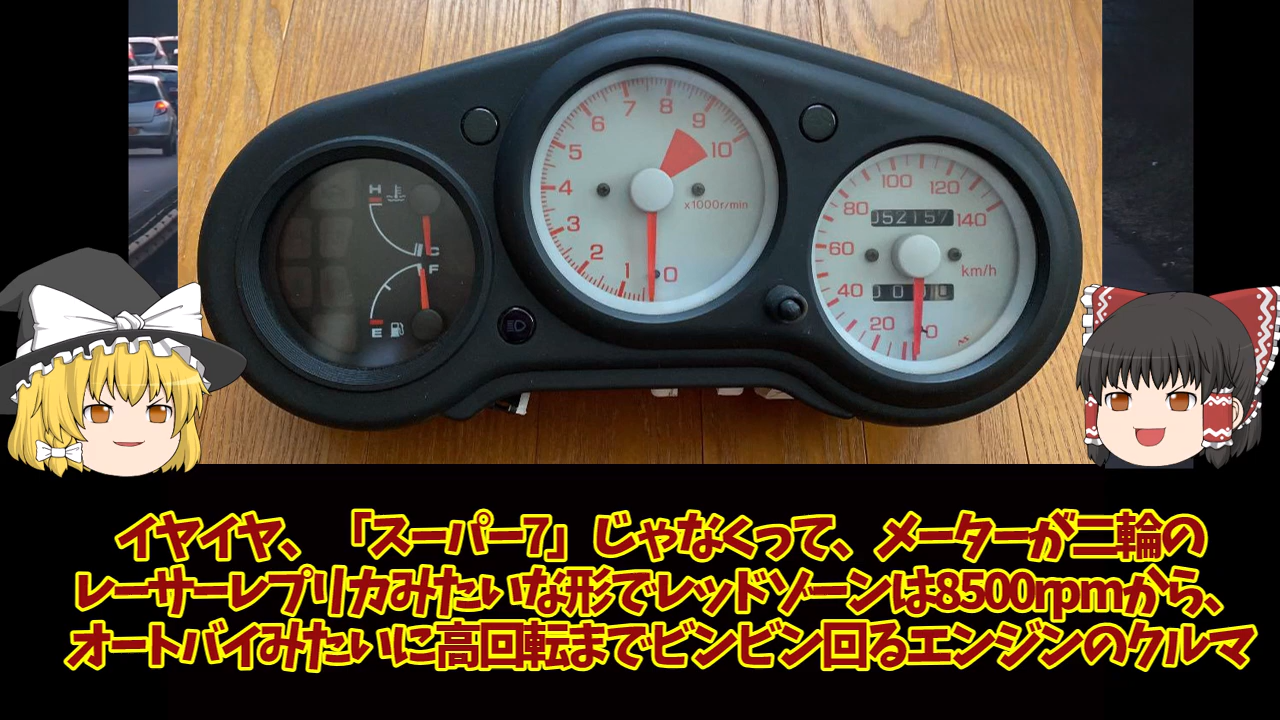 H
C
F
E
0
1
2
3
4
5
6
7
8
9
10
x1000r/min
0
20
40
60
80
100
120
140
km/h
イヤイヤ、「スーパー7」じゃなくって、メーターが二輪の
レーサーレプリカみたいな形でレッドゾーンは8500rpmから、
オートバイみたいに高回転までビンビン回るエンジンのクルマ